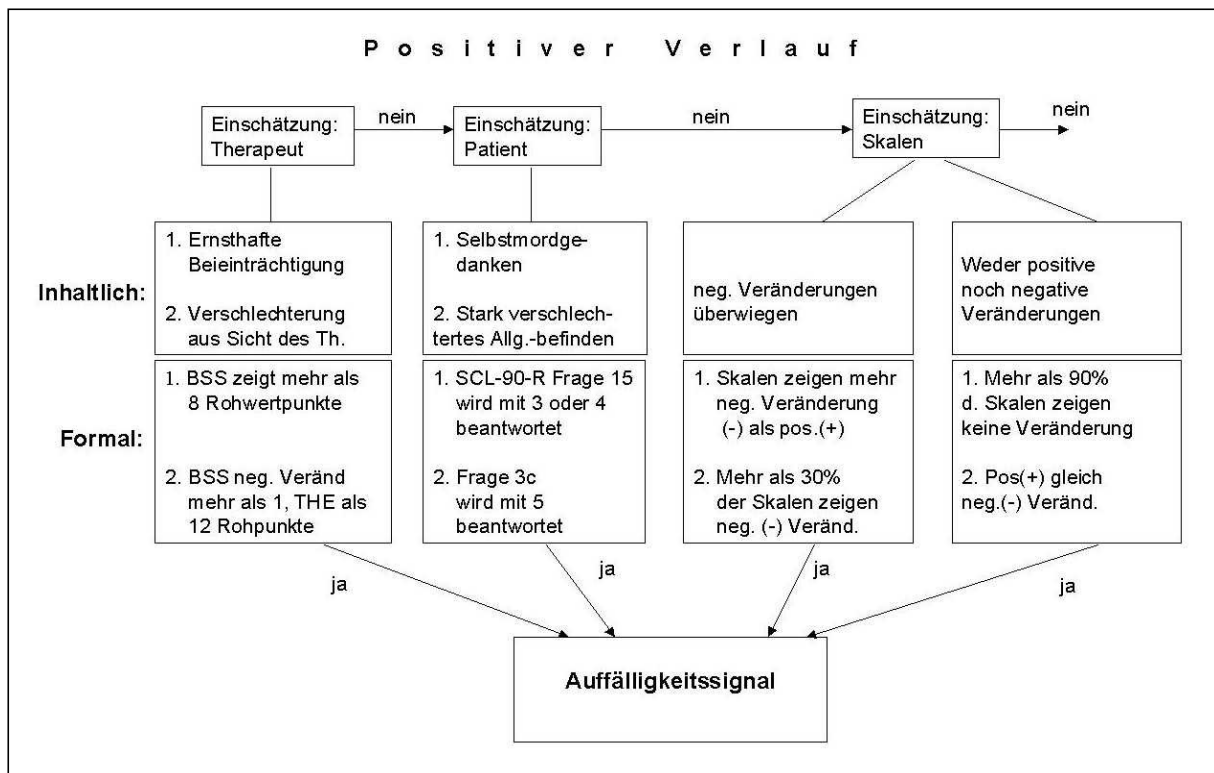 Positiver Verlauf
nein
nein
nein
Einschätzung:
Therapeut
Einschätzung:
Patient
Einschätzung:
Skalen
Inhaltlich:
1. Ernsthafte
Beieinträchtigung
2. Verschlechterung
aus Sicht des Th.
1. Selbstmordge-
danken
2. Stark verschlech-
tertes Allg.-befinden
neg. Veränderungen
überwiegen
Weder positive
noch negative
Veränderungen
Formal:
1. BSS zeigt mehr als
8 Rohwertpunkte
2. BSS neg. Veränd
mehr als 1, THE als
12 Rohpunkte
1. SCL-90-R Frage 15
wird mit 3 oder 4
beantwortet
2. Frage 3c
wird mit 5
beantwortet
1. Skalen zeigen mehr
neg. Veränderung
(-) als pos.(+)
2. Mehr als 30%
der Skalen zeigen
neg. (-) Veränd.
1. Mehr als 90%
d. Skalen zeigen
keine Veränderung
2. Pos(+) gleich
neg.(-) Veränd.
ja
ja
ja
ja
Auffälligkeitssignal